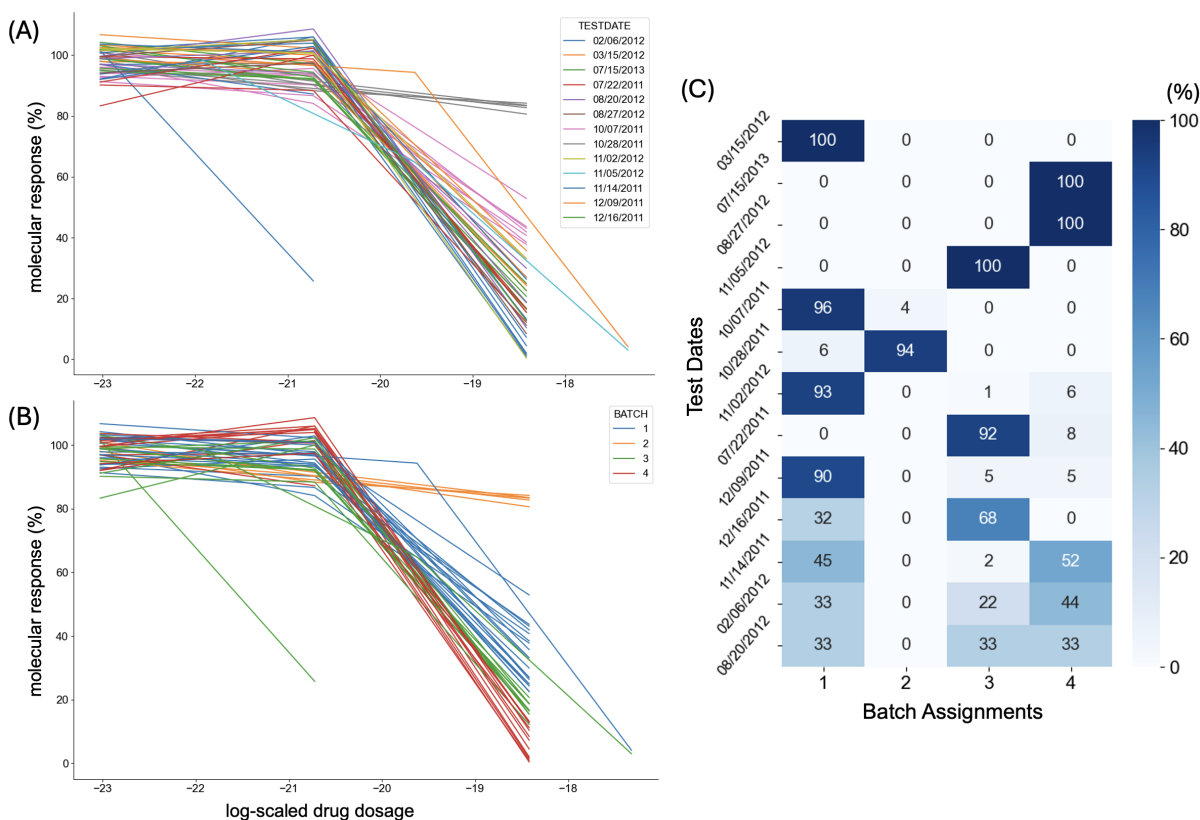 (A)
molecular response (%)
100
80
60
40
20
0
−23
−22
−21
−20
−19
−18
TESTDATE
02/06/2012
03/15/2012
07/15/2013
07/22/2011
08/20/2012
08/27/2012
10/07/2011
10/28/2011
11/02/2012
11/05/2012
11/14/2011
12/09/2011
12/16/2011
(B)
molecular response (%)
100
80
60
40
20
0
−23
−22
−21
−20
−19
−18
log-scaled drug dosage
BATCH
1
2
3
4
(C)
(%)
Test Dates
03/15/2012 100 0 0 0
07/15/2013 0 0 0 100
08/27/2012 0 0 0 100
11/05/2012 0 0 100 0
10/07/2011 96 4 0 0
10/28/2011 6 94 0 0
11/02/2012 93 0 1 6
07/22/2011 0 0 92 8
12/09/2011 90 0 5 5
12/16/2011 32 0 68 0
11/14/2011 45 0 2 52
02/06/2012 33 0 22 44
08/20/2012 33 0 33 33
1 2 3 4
Batch Assignments
100
80
60
40
20
0